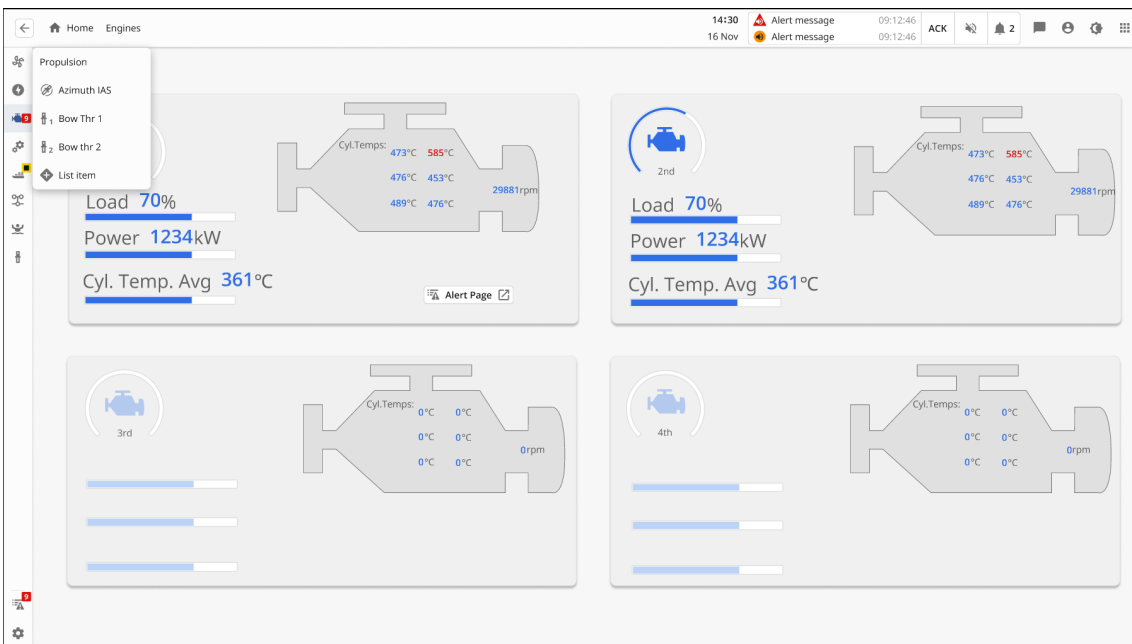 Home Engines
14:30 Alert message 09:12:46
16 Nov Alert message 09:12:46
ACK
2
Propulsion
Azimuth IAS
1 Bow Thr 1
2 Bow thr 2
List item
9
Load 70%
Power 1234kW
Cyl. Temp. Avg 361°C
Cyl.Temps:
473°C 585°C
476°C 453°C
489°C 476°C
29881rpm
Alert Page
2nd
Load 70%
Power 1234kW
Cyl. Temp. Avg 361°C
Cyl.Temps:
473°C 585°C
476°C 453°C
489°C 476°C
29881rpm
3rd
Cyl.Temps:
0°C 0°C
0°C 0°C
0°C 0°C
0rpm
4th
Cyl.Temps:
0°C 0°C
0°C 0°C
0°C 0°C
0rpm
9